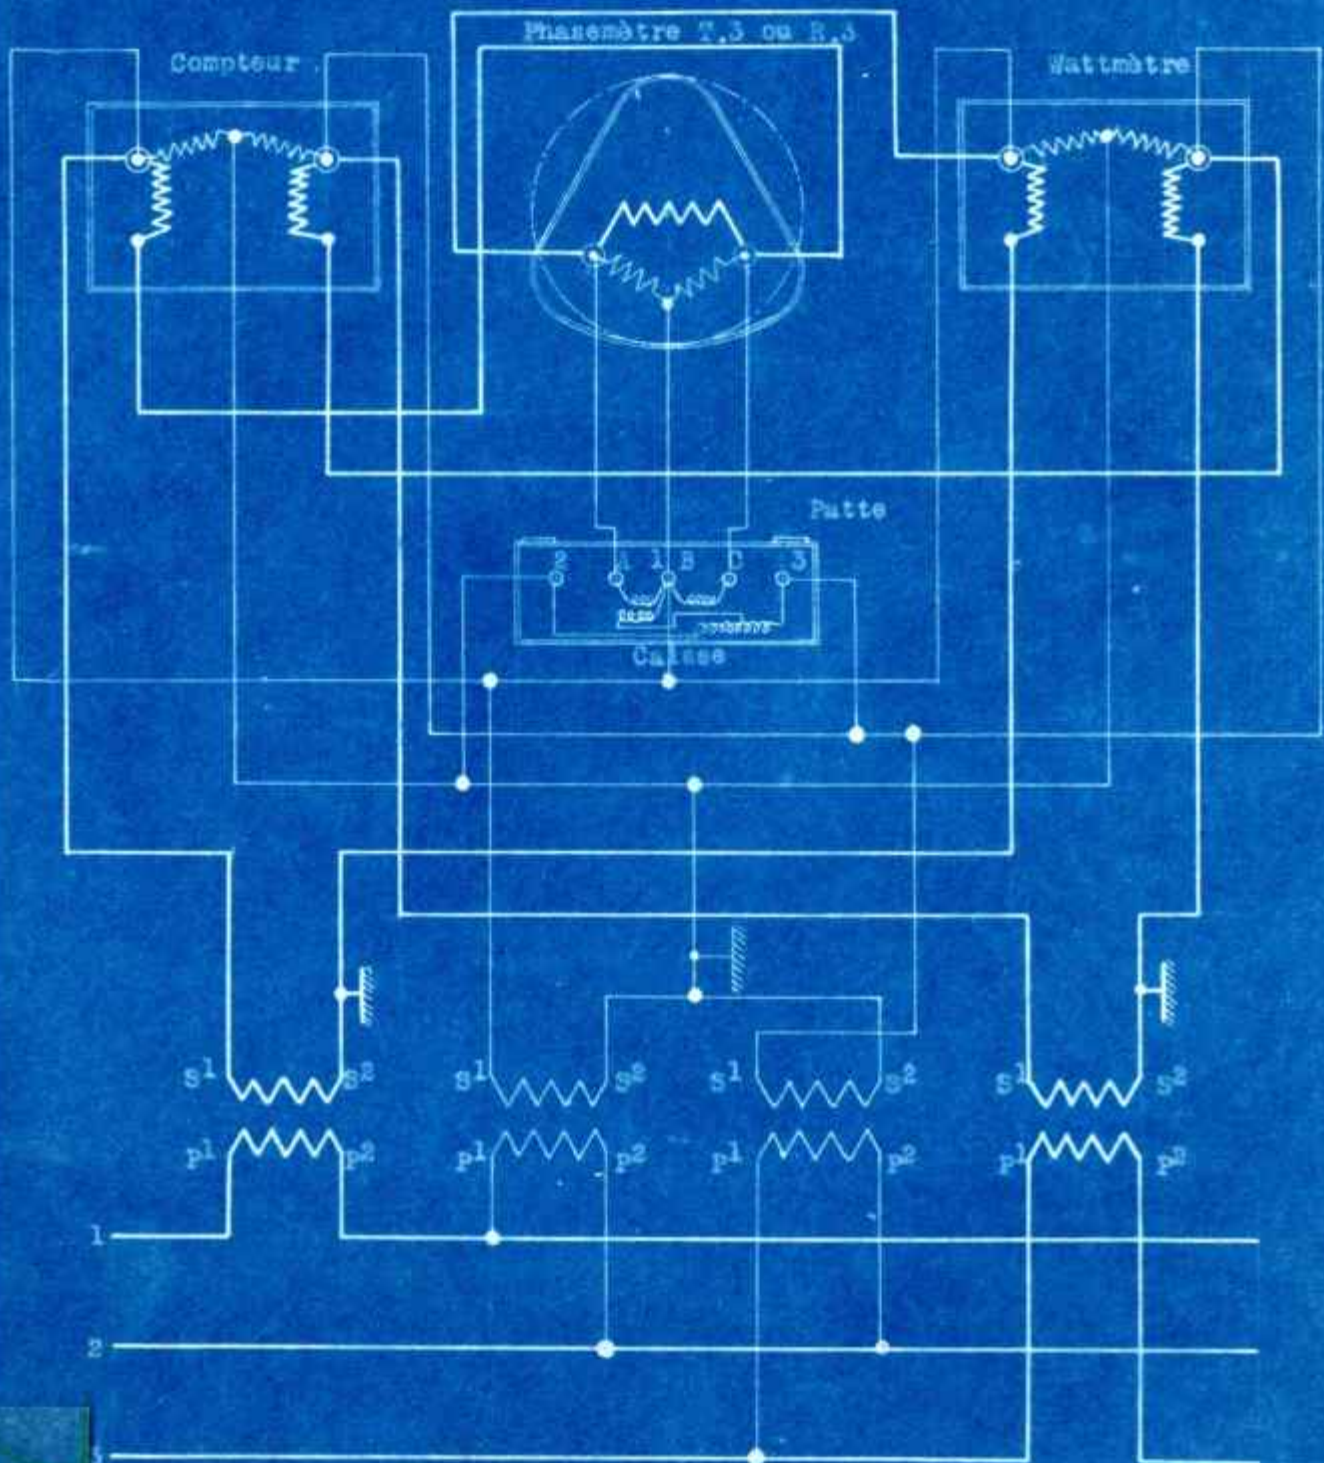 Phasemètre T.3 ou R.3
Compteur
Wattmètre
Patte
2 A 1 B C 3
Caisse
S1 S2 S1 S2 S1 S2 S1 S2
P1 P2 P1 P2 P1 P2 P1 P2
1
2
3